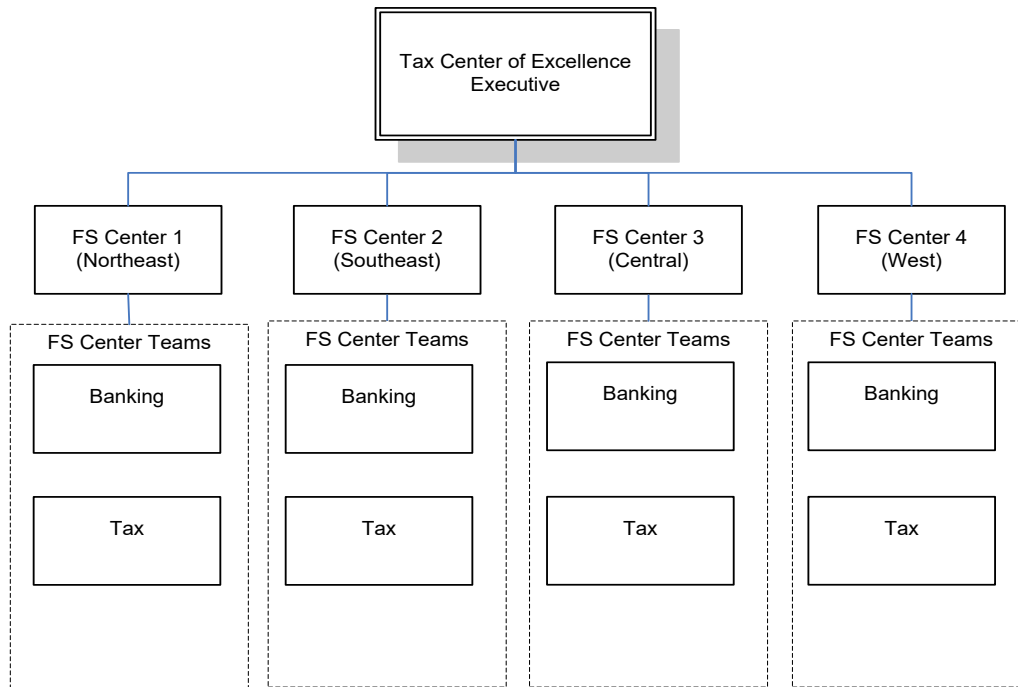 Tax Center of Excellence
Executive
FS Center 1
(Northeast)
FS Center 2
(Southeast)
FS Center 3
(Central)
FS Center 4
(West)
FS Center Teams
Banking
Tax
FS Center Teams
Banking
Tax
FS Center Teams
Banking
Tax
FS Center Teams
Banking
Tax